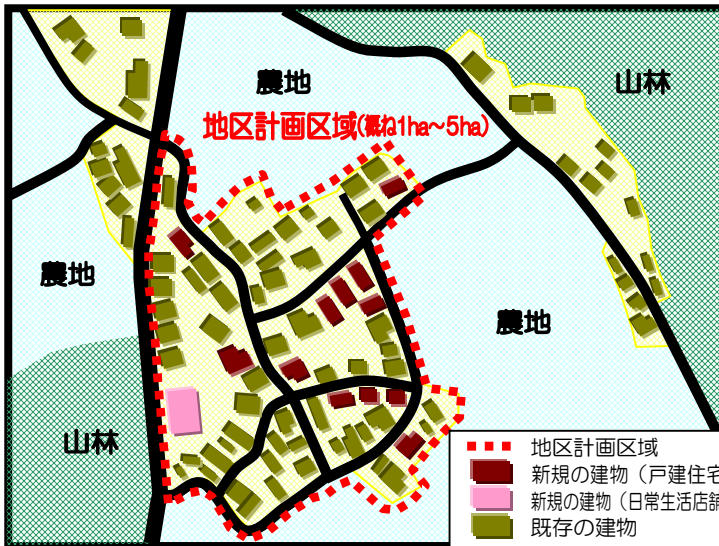 農地
山林
地区計画区域(概ね1ha～5ha)
農地
農地
山林
地区計画区域
新規の建物（戸建住宅
新規の建物（日常生活店舗
既存の建物